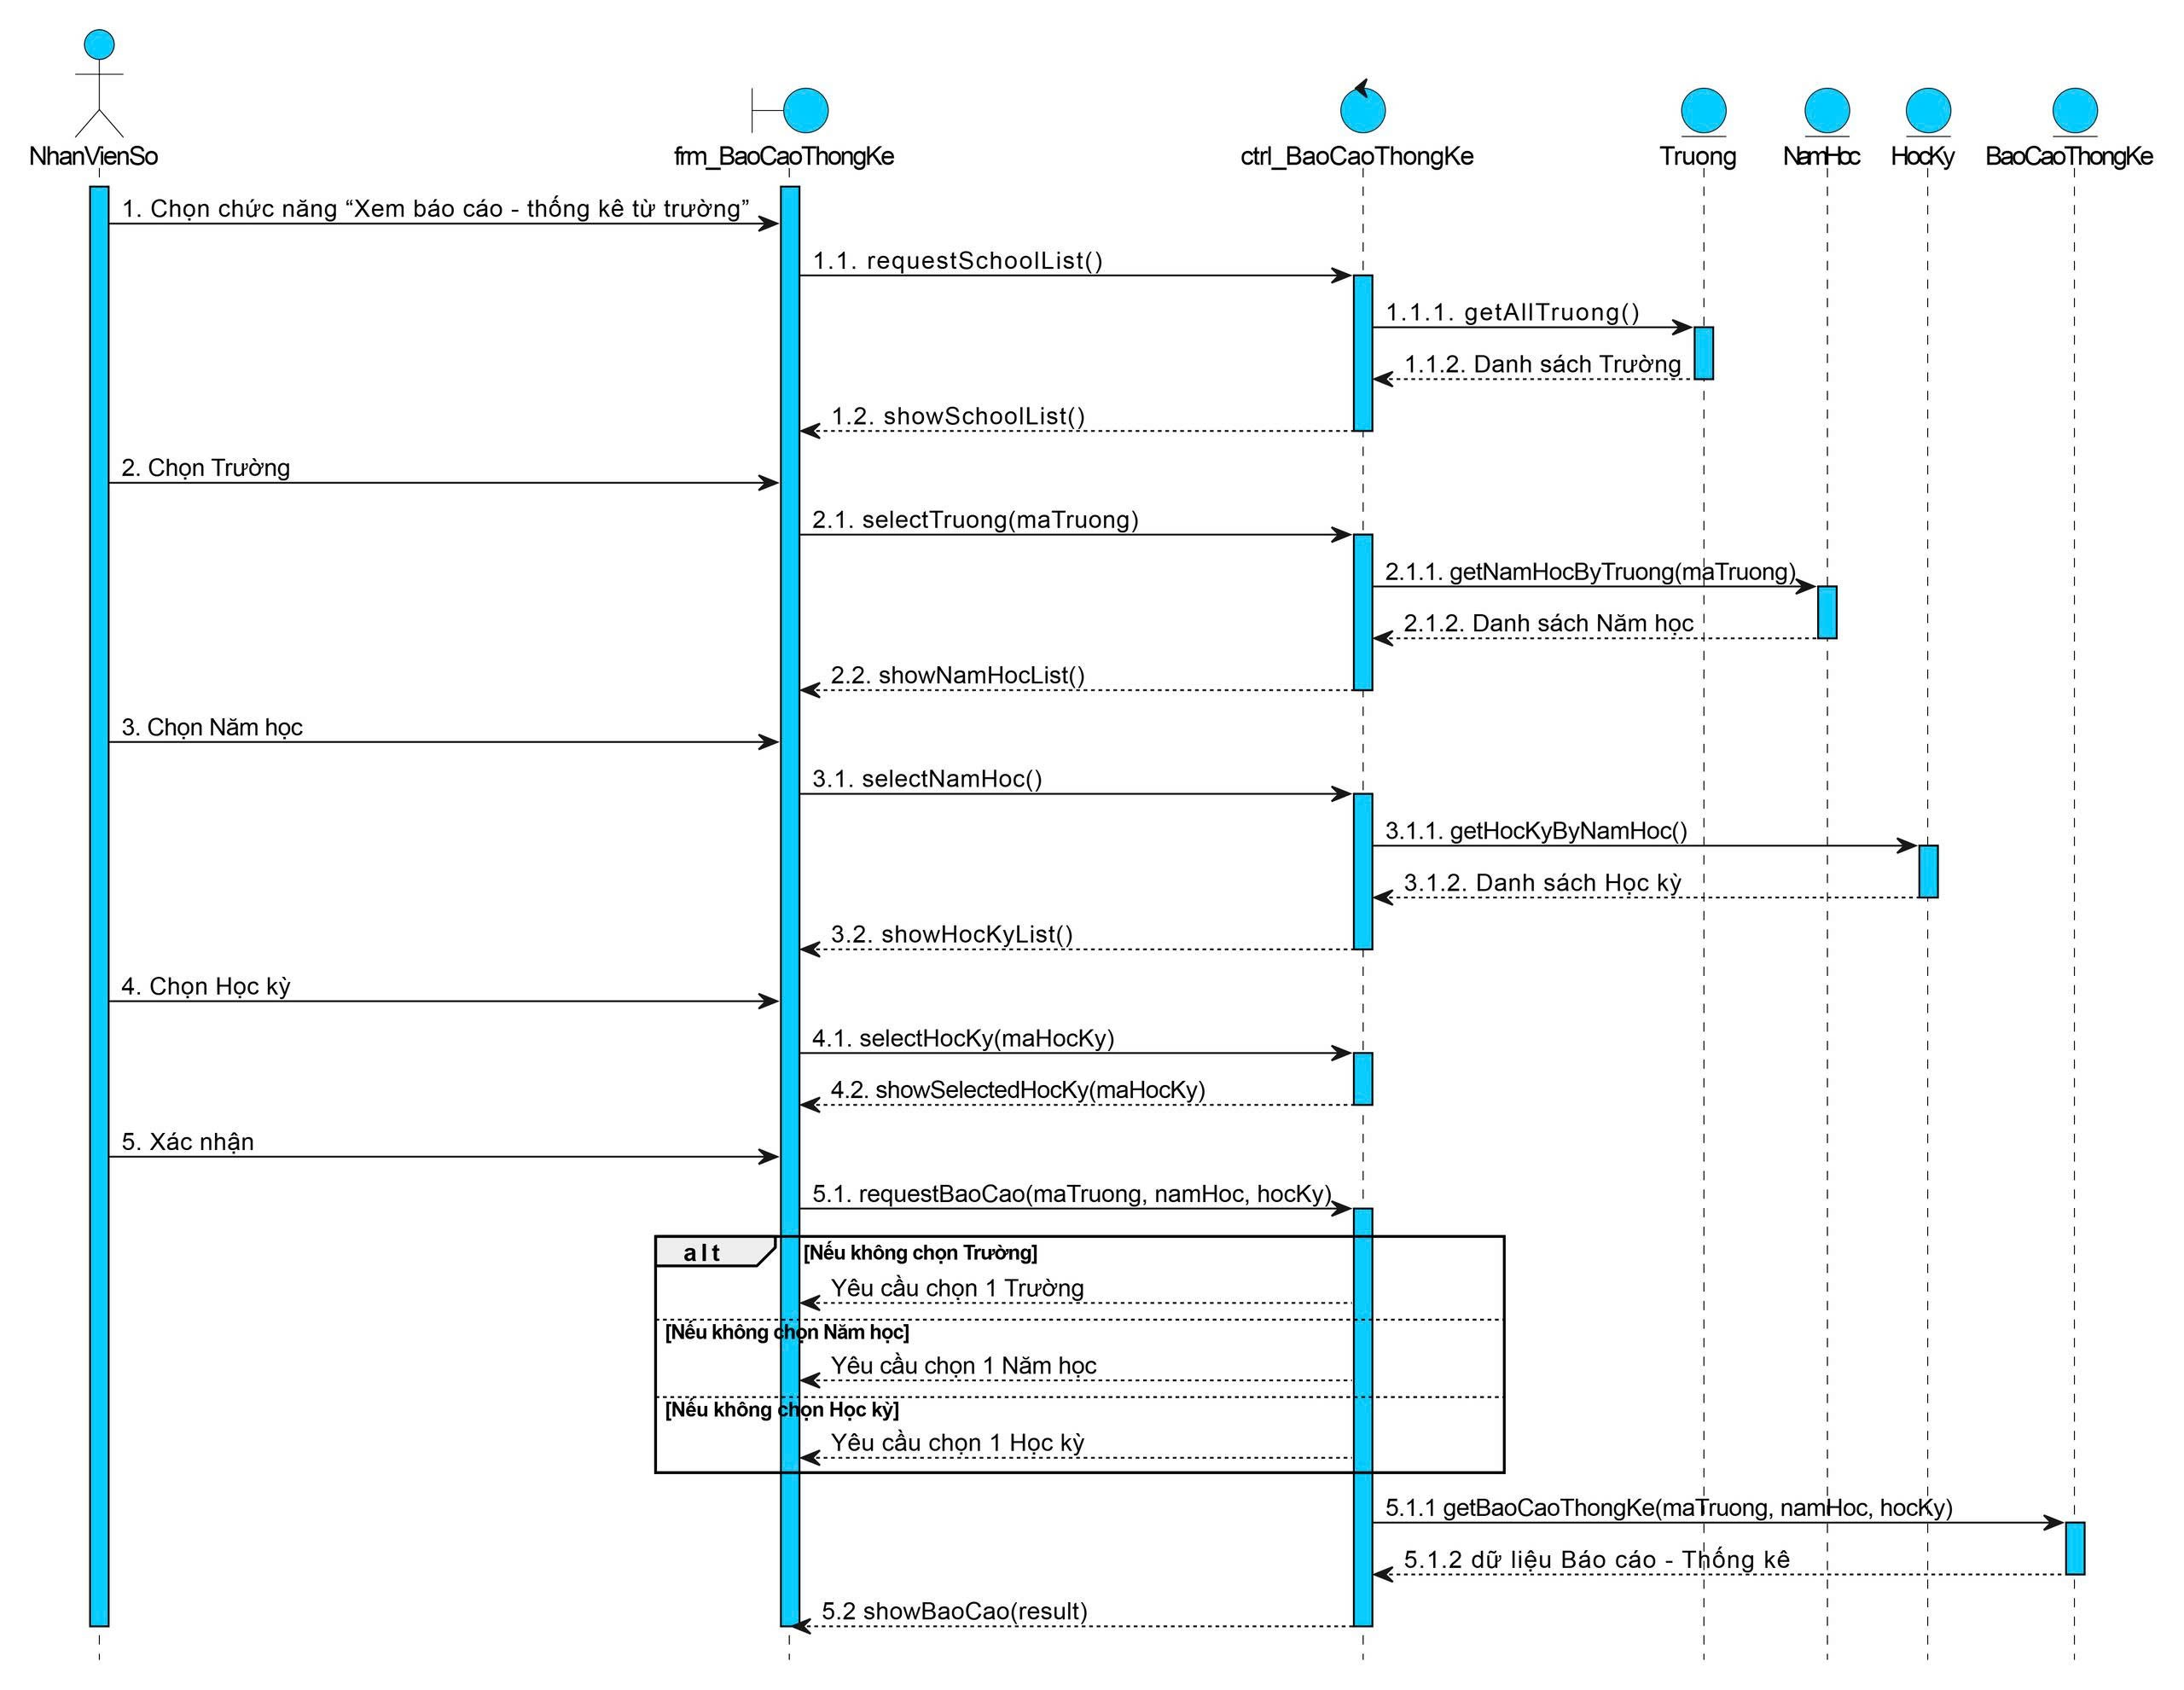 NhanVienSo
frm_BaoCaoThongKe
ctrl_BaoCaoThongKe
Truong
NamHoc
HocKy
BaoCaoThongKe
1. Chọn chức năng “Xem báo cáo - thống kê từ trường”
1.1. requestSchoolList()
1.1.1. getAllTruong()
1.1.2. Danh sách Trường
1.2. showSchoolList()
2. Chọn Trường
2.1. selectTruong(maTruong)
2.1.1. getNamHocByTruong(maTruong)
2.1.2. Danh sách Năm học
2.2. showNamHocList()
3. Chọn Năm học
3.1. selectNamHoc()
3.1.1. getHocKyByNamHoc()
3.1.2. Danh sách Học kỳ
3.2. showHocKyList()
4. Chọn Học kỳ
4.1. selectHocKy(maHocKy)
4.2. showSelectedHocKy(maHocKy)
5. Xác nhận
5.1. requestBaoCao(maTruong, namHoc, hocKy)
alt [Nếu không chọn Trường]
Yêu cầu chọn 1 Trường
[Nếu không chọn Năm học]
Yêu cầu chọn 1 Năm học
[Nếu không chọn Học kỳ]
Yêu cầu chọn 1 Học kỳ
5.1.1 getBaoCaoThongKe(maTruong, namHoc, hocKy)
5.1.2 dữ liệu Báo cáo - Thống kê
5.2 showBaoCao(result)